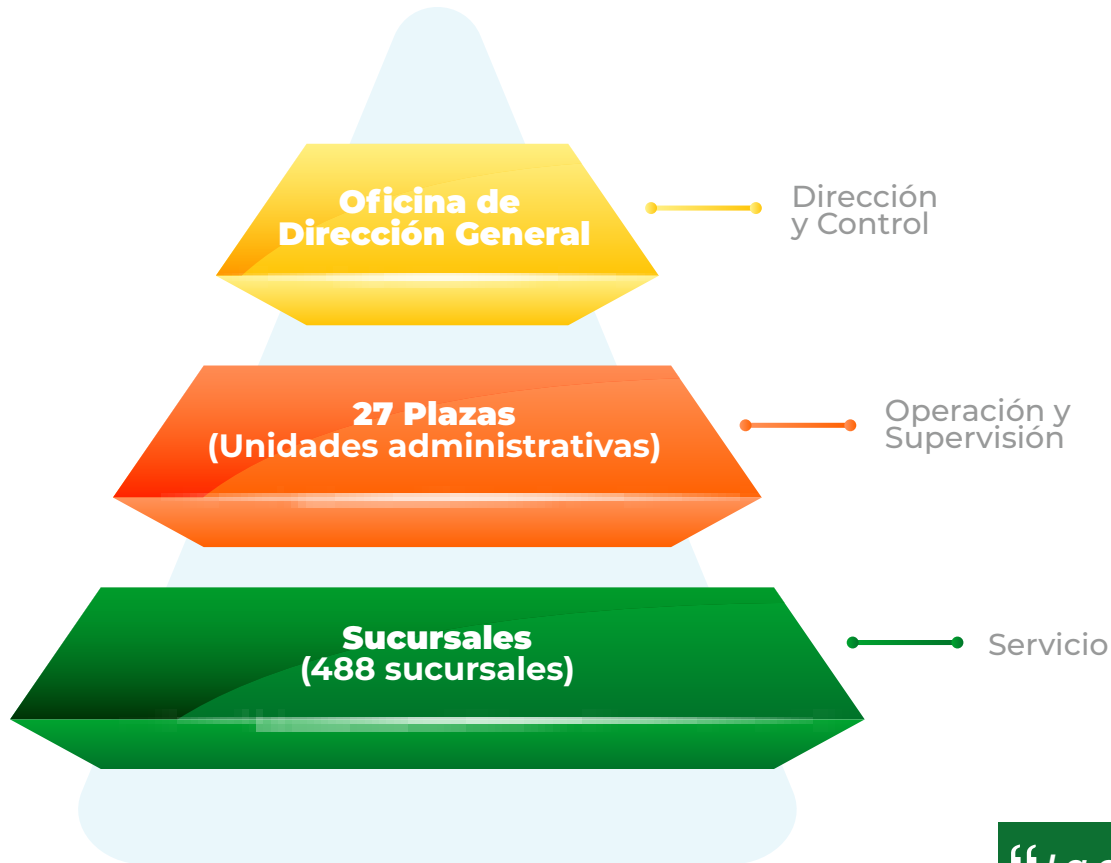 Oficina de
Dirección General
Dirección
y Control
27 Plazas
(Unidades administrativas)
Operación y
Supervisión
Sucursales
(488 sucursales)
Servicio